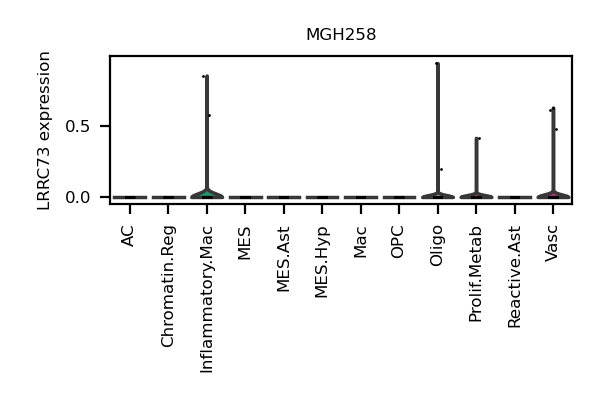 MGH258
LRRC73 expression
0.5
0.0
AC
Chromatin.Reg
Inflammatory.Mac
MES
MES.Ast
MES.Hyp
Mac
OPC
Oligo
Prolif.Metab
Reactive.Ast
Vasc